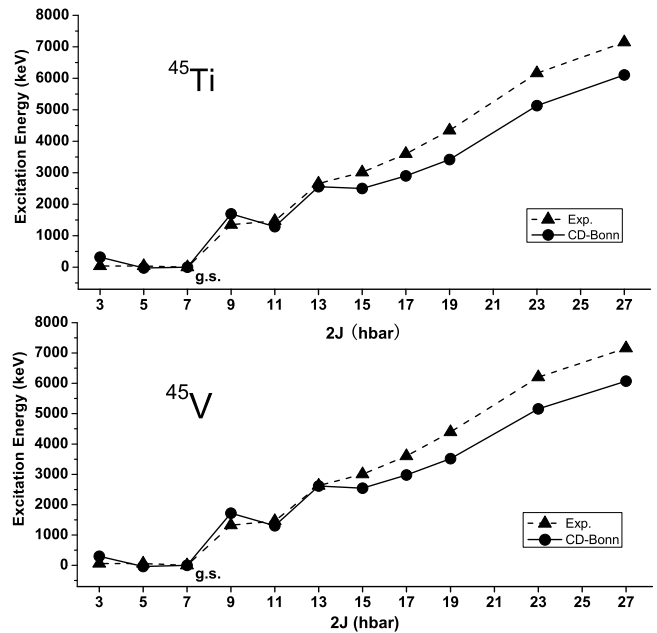 8000
7000
6000
5000
4000
3000
2000
1000
0
Excitation Energy (keV)
45Ti
Exp.
CD-Bonn
g.s.
3 5 7 9 11 13 15 17 19 21 23 25 27
2J (hbar)
8000
7000
6000
5000
4000
3000
2000
1000
0
Excitation Energy (keV)
45V
Exp.
CD-Bonn
g.s.
3 5 7 9 11 13 15 17 19 21 23 25 27
2J (hbar)